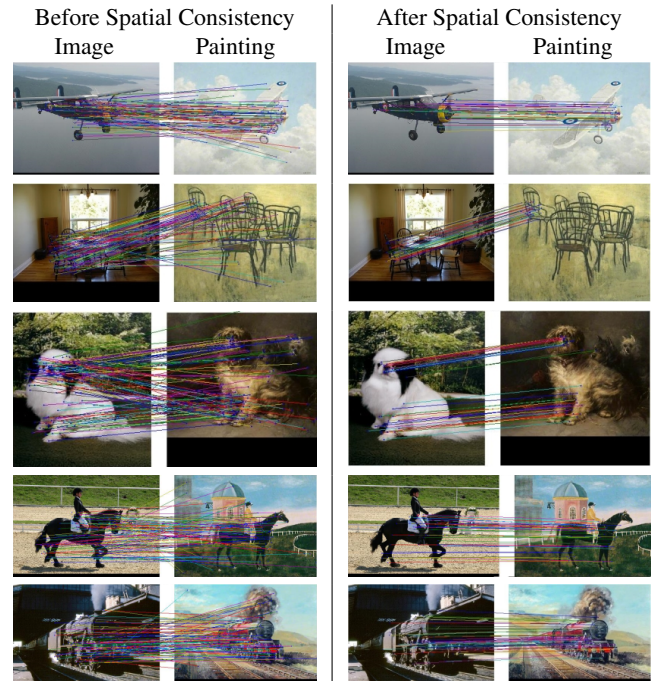 Before Spatial Consistency
Image Painting
After Spatial Consistency
Image Painting